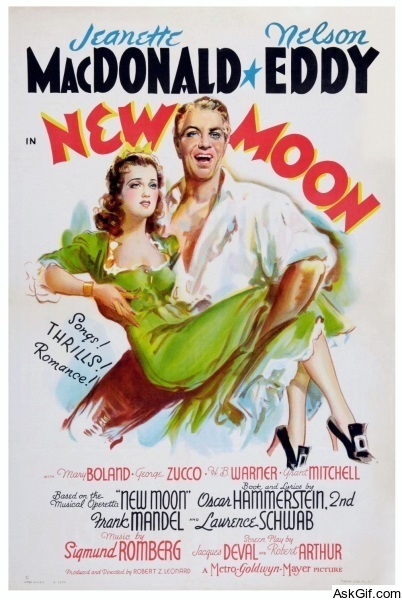 Jeanette Nelson
MACDONALD ★ EDDY
IN NEW MOON
Songs!
THRILLS!
Romance!
WITH Mary BOLAND · George ZUCCO · H. B. WARNER · Grant MITCHELL
Based on the Musical Operetta "NEW MOON" Book and Lyrics by Oscar HAMMERSTEIN, 2nd
Frank MANDEL AND Laurence SCHWAB
Music by Sigmund ROMBERG
Screen Play by Jacques DEVAL and Robert ARTHUR
Produced and Directed by ROBERT Z. LEONARD
A Metro-Goldwyn-Mayer PICTURE
AskGif.com